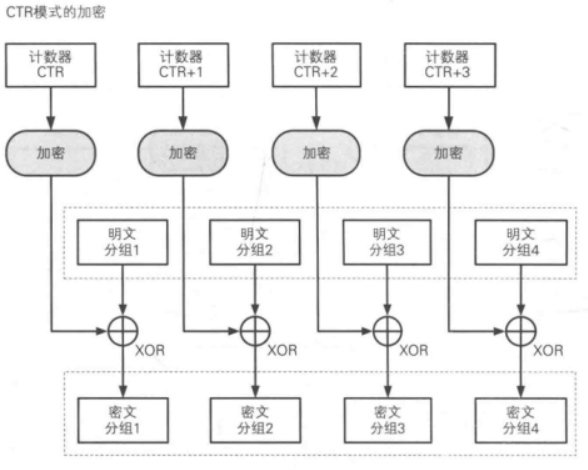 CTR模式的加密
计数器
CTR
计数器
CTR+1
计数器
CTR+2
计数器
CTR+3
加密
加密
加密
加密
明文
分组1
明文
分组2
明文
分组3
明文
分组4
XOR
XOR
XOR
XOR
密文
分组1
密文
分组2
密文
分组3
密文
分组4